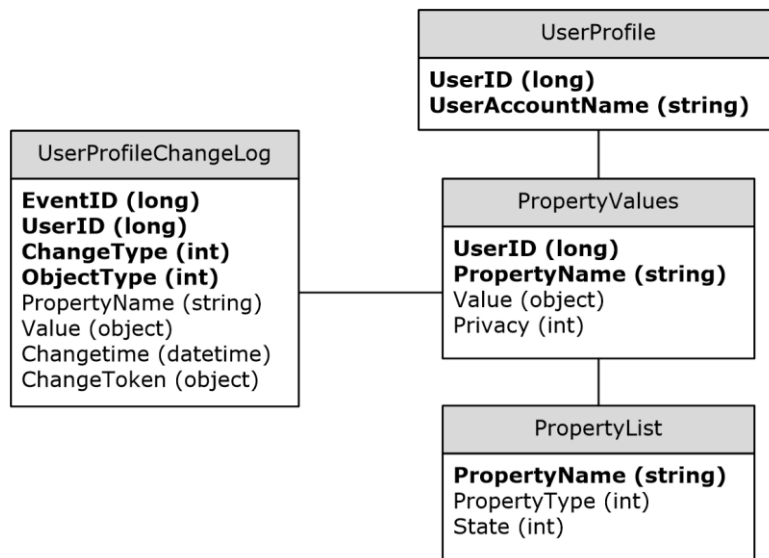 UserProfile
UserID (long)
UserAccountName (string)
UserProfileChangeLog
EventID (long)
UserID (long)
ChangeType (int)
ObjectType (int)
PropertyName (string)
Value (object)
Changetime (datetime)
ChangeToken (object)
PropertyValues
UserID (long)
PropertyName (string)
Value (object)
Privacy (int)
PropertyList
PropertyName (string)
PropertyType (int)
State (int)